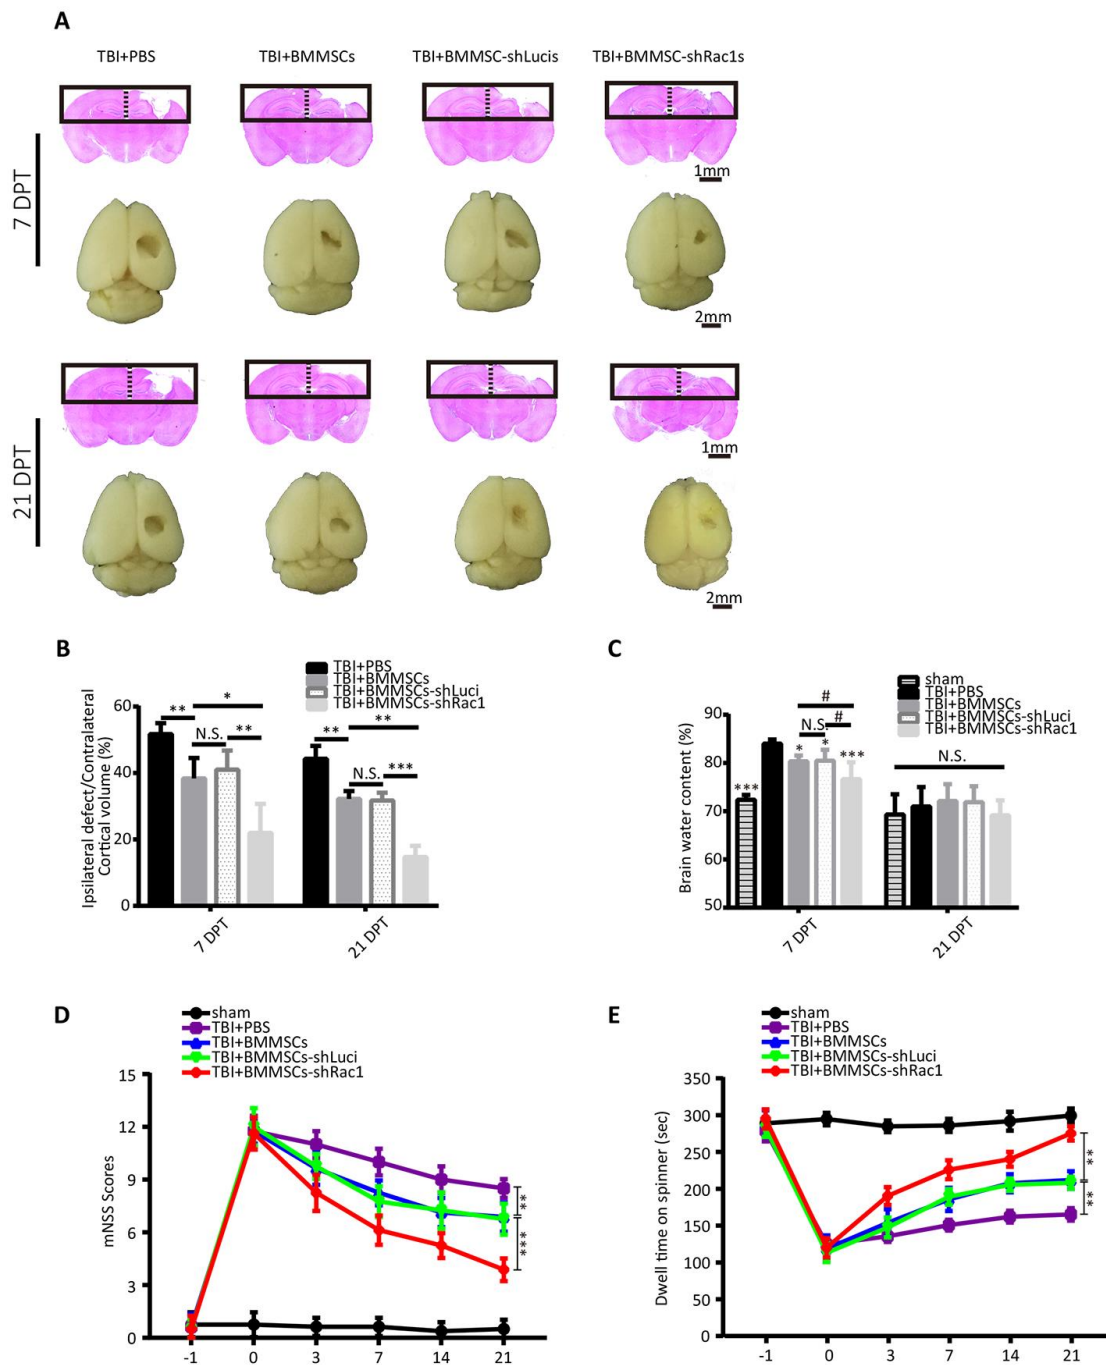 A
TBI+PBS TBI+BMMSCs TBI+BMMSC-shLucis TBI+BMMSC-shRac1s
7 DPT
1mm
2mm
21 DPT
1mm
2mm
B
TBI+PBS
TBI+BMMSCs
TBI+BMMSCs-shLuci
TBI+BMMSCs-shRac1
Ipsilateral defect/Contralateral
Cortical volume (%)
60
40
20
0
** * N.S. **
** ** N.S. ***
7 DPT 21 DPT
C
sham
TBI+PBS
TBI+BMMSCs
TBI+BMMSCs-shLuci
TBI+BMMSCs-shRac1
Brain water content (%)
90
80
70
60
50
#
N.S. #
*** * * ***
N.S.
7 DPT 21 DPT
D
sham
TBI+PBS
TBI+BMMSCs
TBI+BMMSCs-shLuci
TBI+BMMSCs-shRac1
mNSS Scores
15
12
9
6
3
0
**
***
-1 0 3 7 14 21
E
sham
TBI+PBS
TBI+BMMSCs
TBI+BMMSCs-shLuci
TBI+BMMSCs-shRac1
Dwell time on spinner (sec)
350
300
250
200
150
100
50
0
**
**
-1 0 3 7 14 21